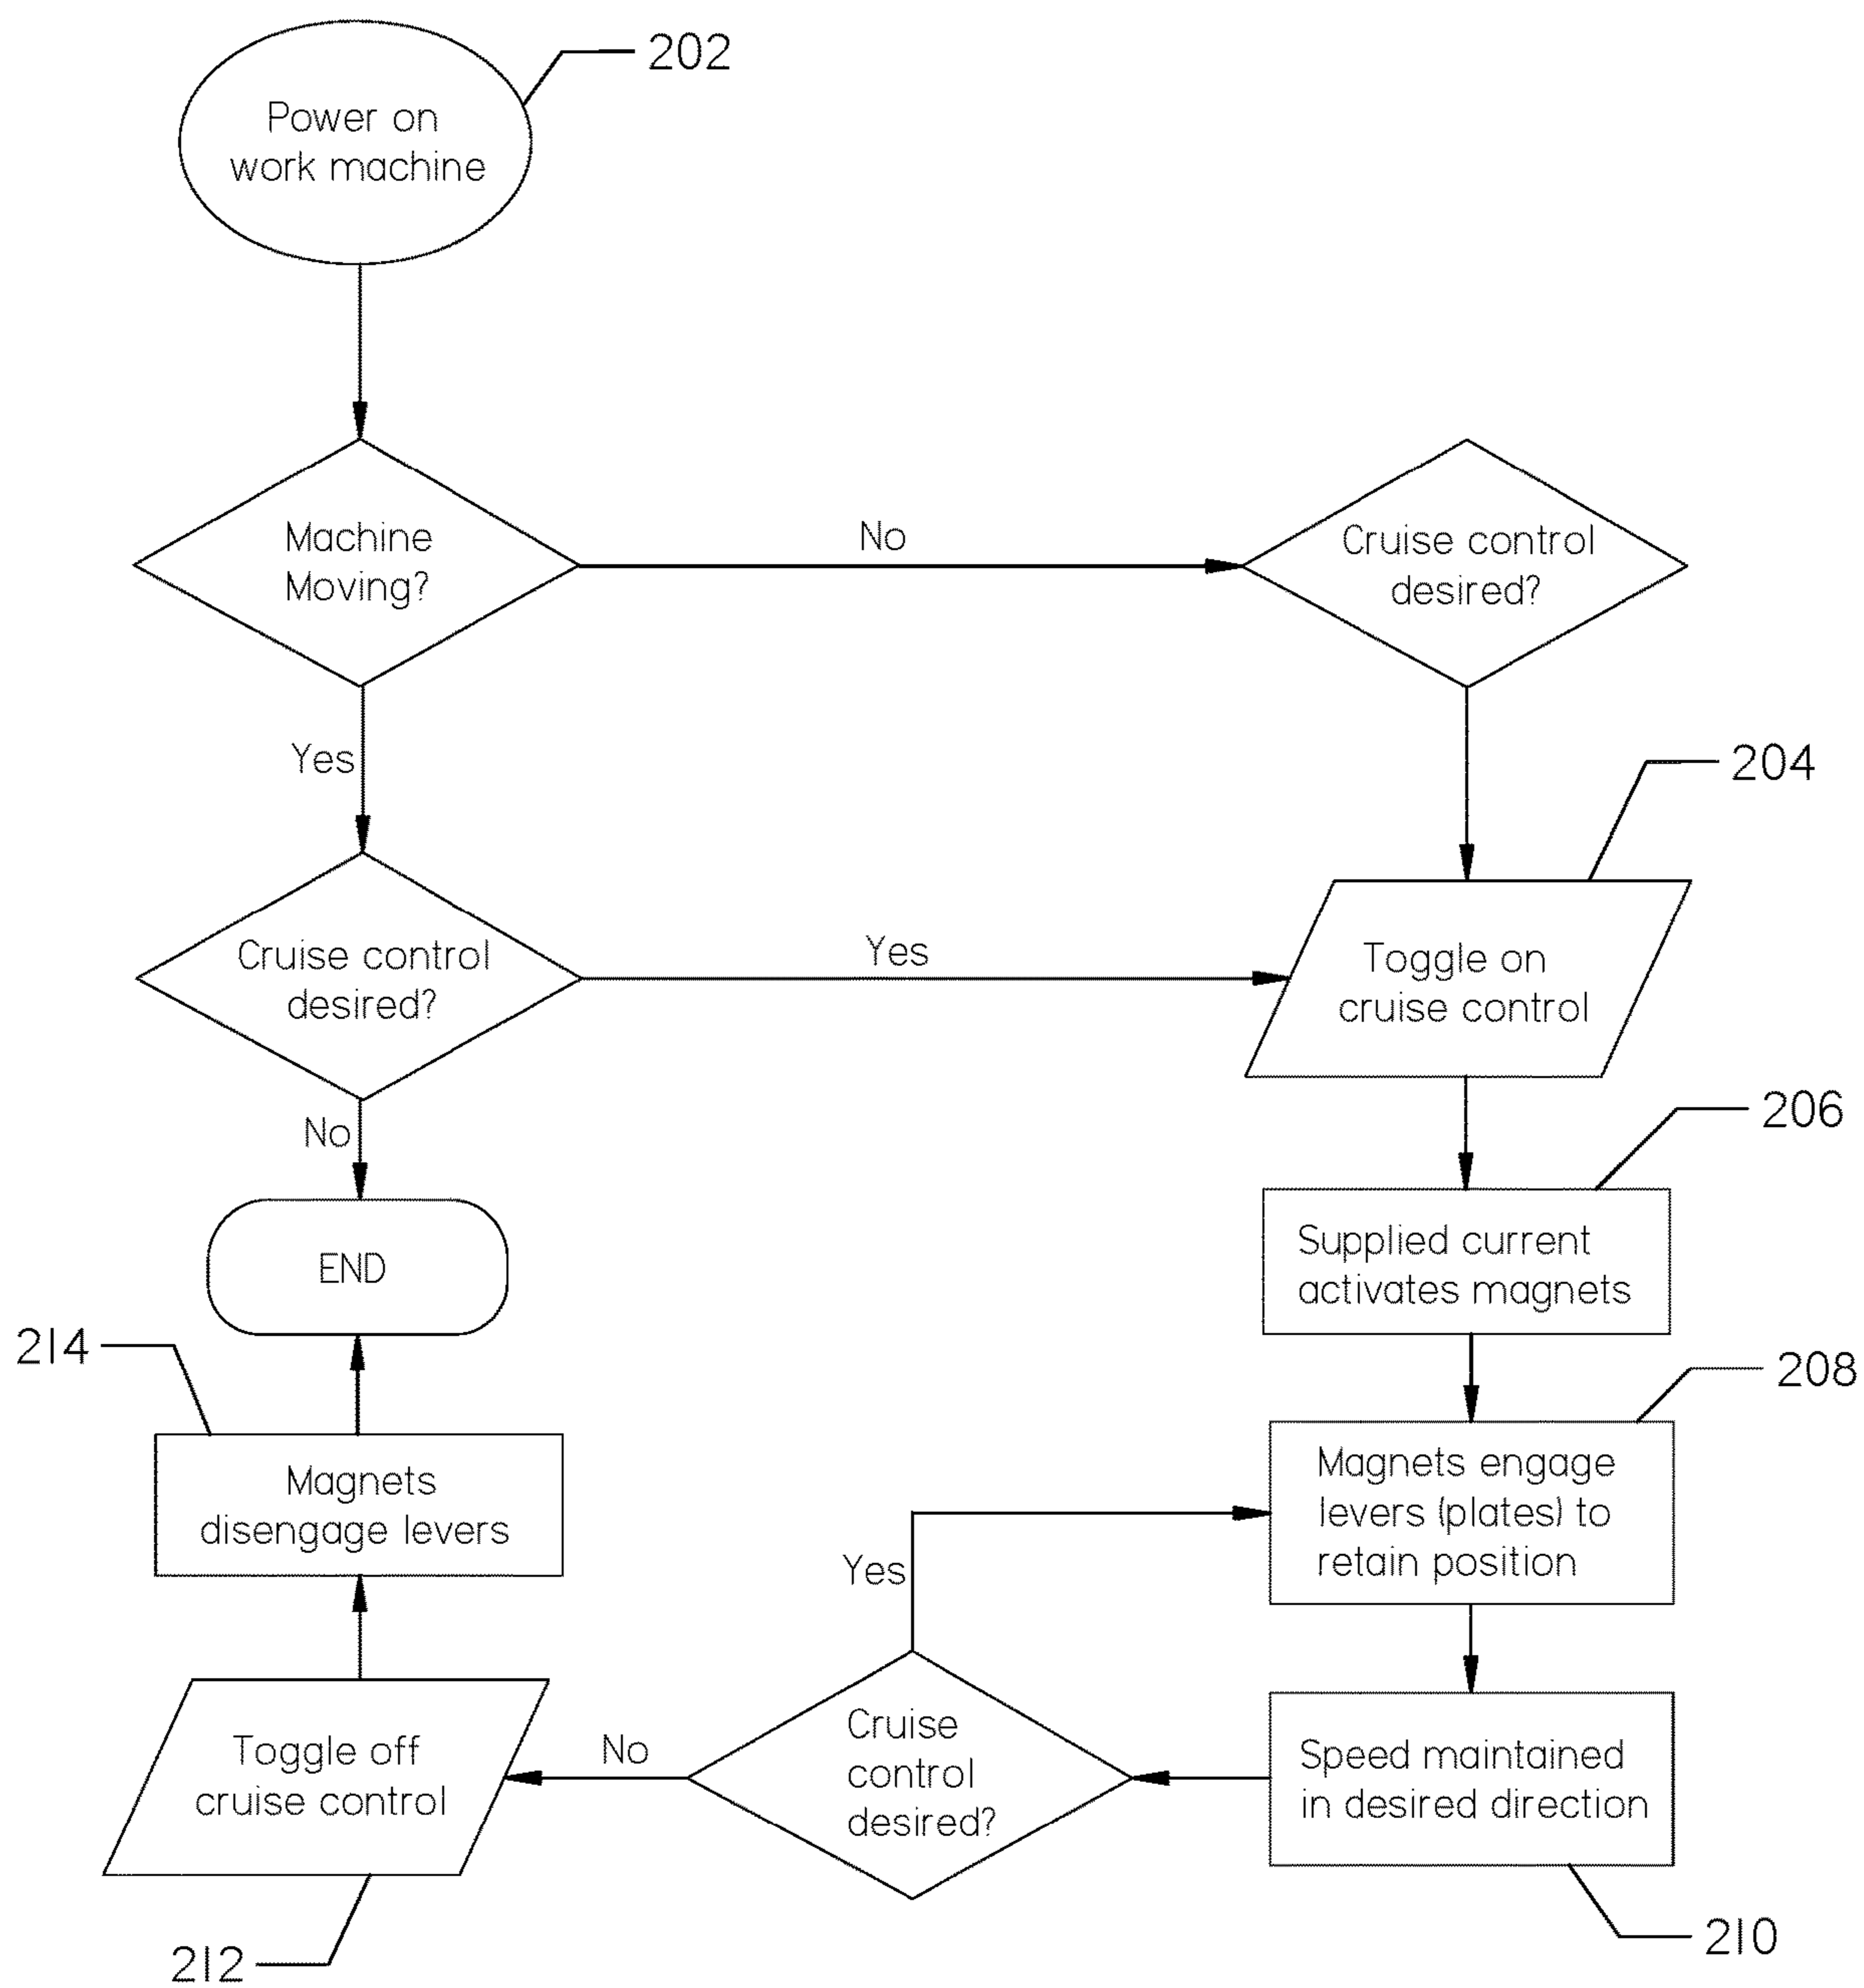 202
Power on
work machine
Machine
Moving?
No
Cruise control
desired?
Yes
204
Cruise control
desired?
Yes
Toggle on
cruise control
No
206
Supplied current
activates magnets
END
214
208
Magnets
disengage levers
Magnets engage
levers (plates) to
retain position
Yes
Toggle off
cruise control
No
Cruise
control
desired?
Speed maintained
in desired direction
212
210